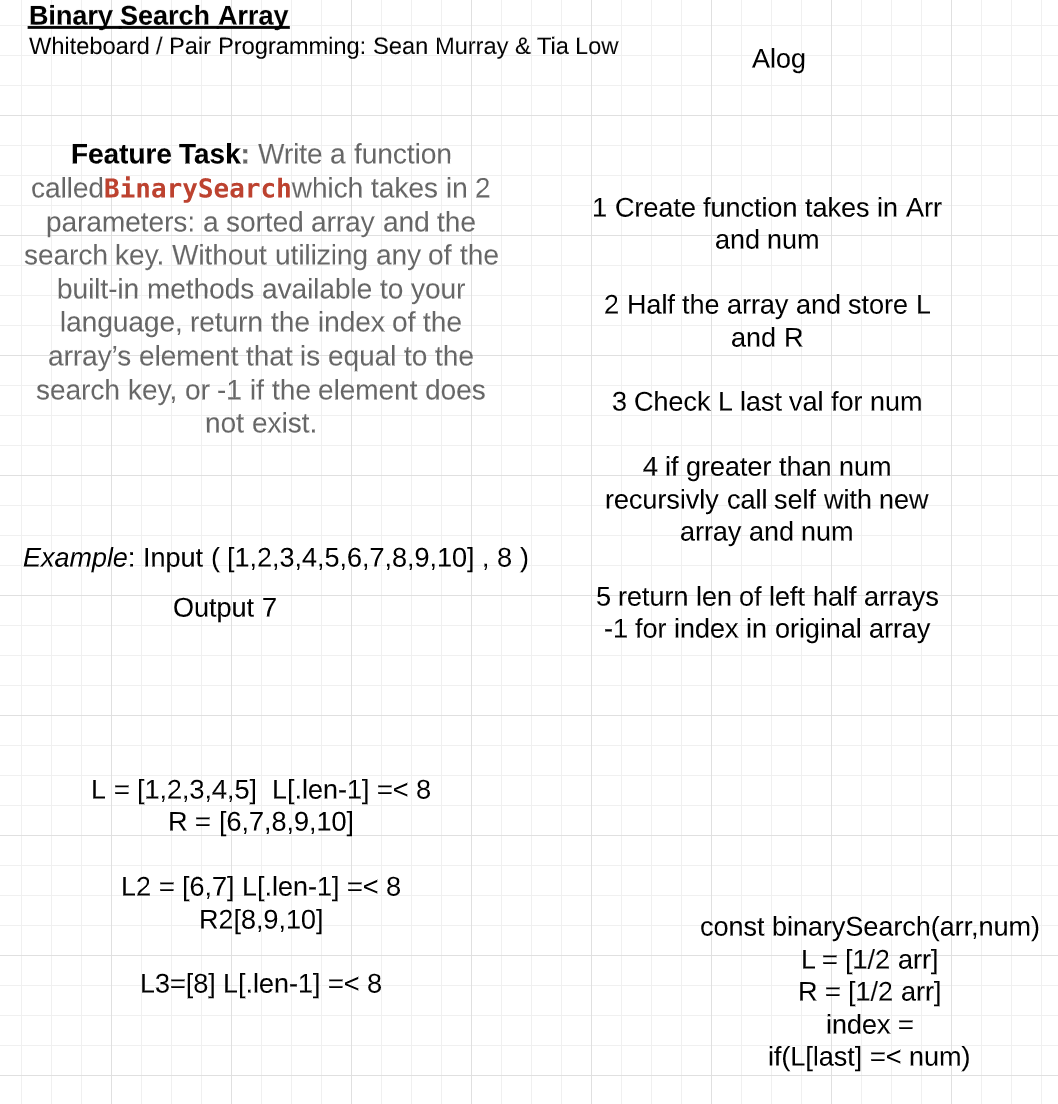 Binary Search Array
Whiteboard / Pair Programming: Sean Murray & Tia Low
Feature Task: Write a function
calledBinarySearchwhich takes in 2
parameters: a sorted array and the
search key. Without utilizing any of the
built-in methods available to your
language, return the index of the
array’s element that is equal to the
search key, or -1 if the element does
not exist.
Example: Input ( [1,2,3,4,5,6,7,8,9,10] , 8 )
Output 7
L = [1,2,3,4,5]  L[.len-1] =< 8
R = [6,7,8,9,10]
L2 = [6,7] L[.len-1] =< 8
R2[8,9,10]
L3=[8] L[.len-1] =< 8
Alog
1 Create function takes in Arr
and num
2 Half the array and store L
and R
3 Check L last val for num
4 if greater than num
recursivly call self with new
array and num
5 return len of left half arrays
-1 for index in original array
const binarySearch(arr,num)
L = [1/2 arr]
R = [1/2 arr]
index =
if(L[last] =< num)